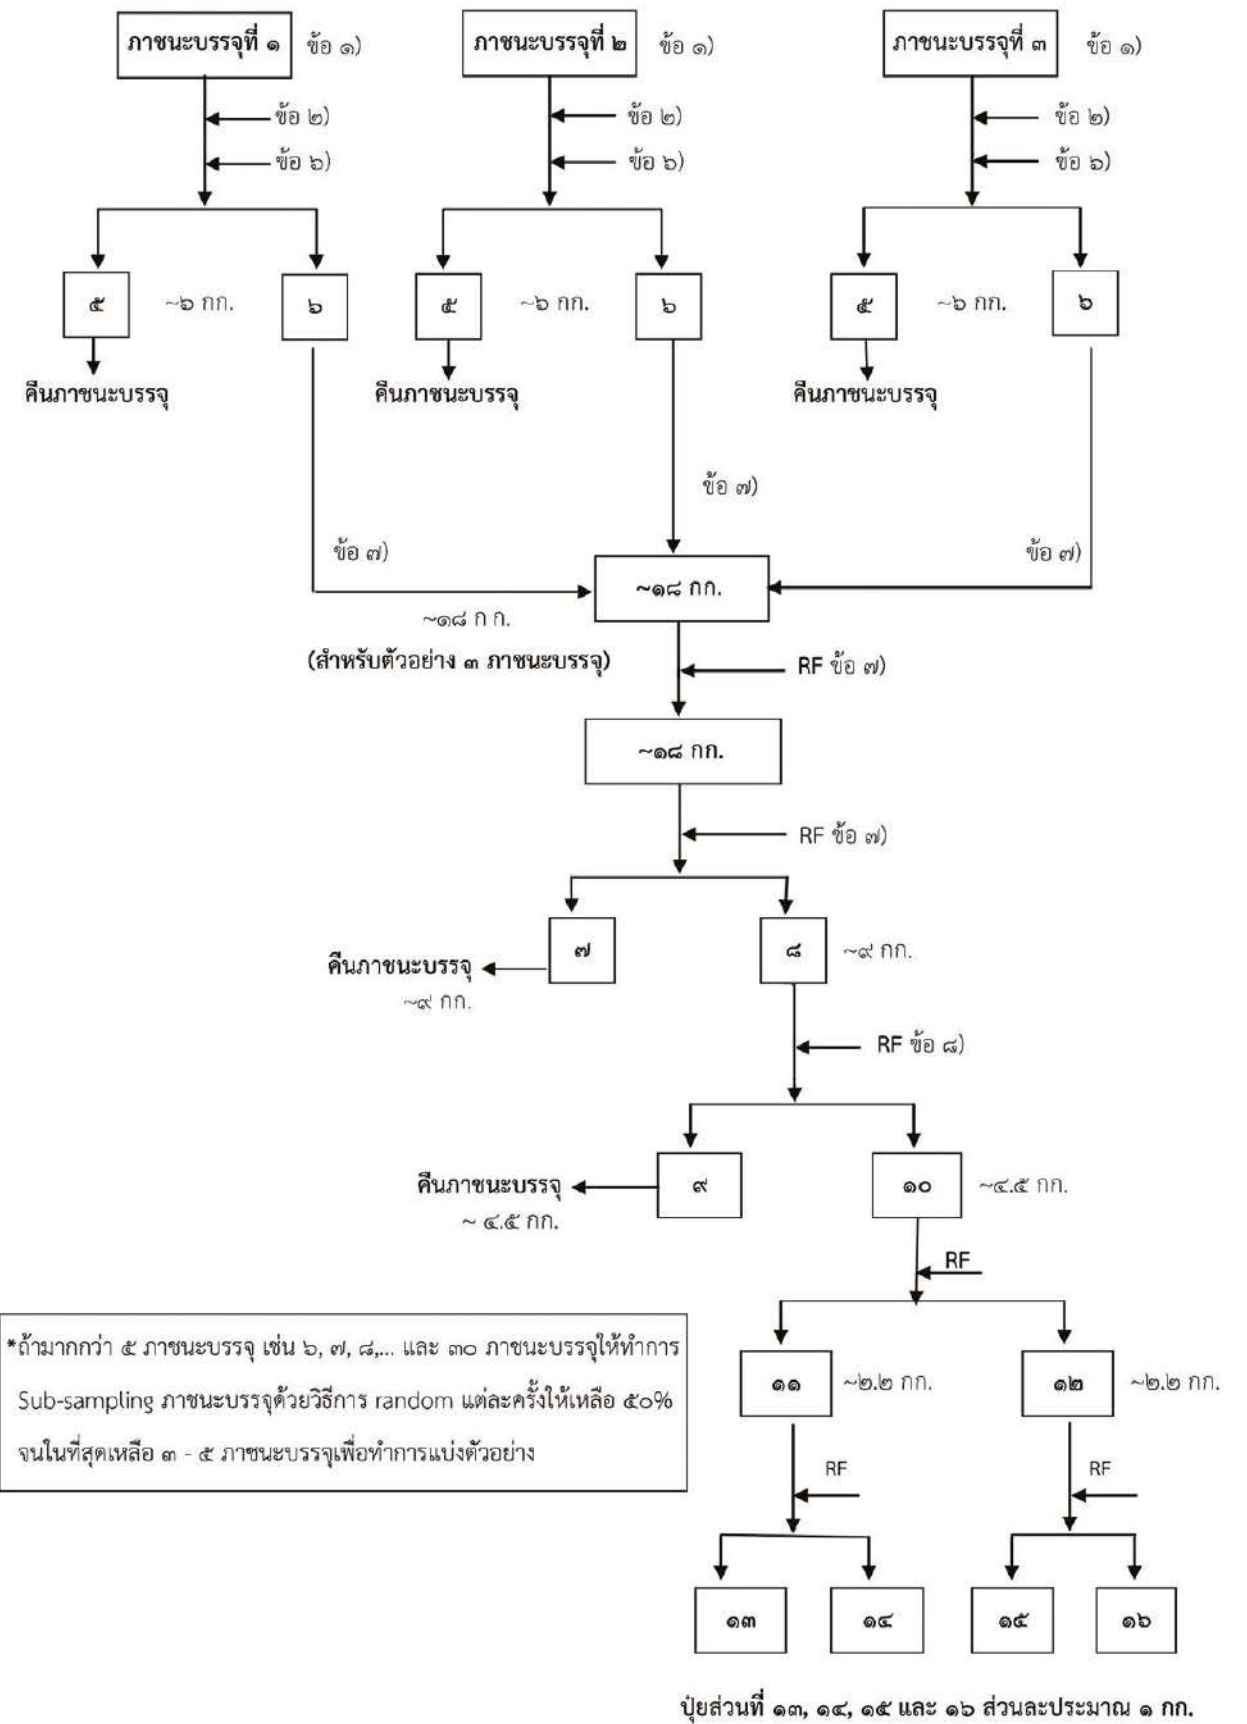 ภาชนะบรรจุที่ ๑ ข้อ ๑) ภาชนะบรรจุที่ ๒ ข้อ ๑) ภาชนะบรรจุที่ ๓ ข้อ ๑)
ข้อ ๒) ข้อ ๒) ข้อ ๒)
ข้อ ๖) ข้อ ๖) ข้อ ๖)
๕ ~๖ กก. ๖ ๕ ~๖ กก. ๖ ๕ ~๖ กก. ๖
คืนภาชนะบรรจุ คืนภาชนะบรรจุ คืนภาชนะบรรจุ
ข้อ ๗)
ข้อ ๗) ข้อ ๗)
~๑๘ กก.
~๑๘ กก.
(สำหรับตัวอย่าง ๓ ภาชนะบรรจุ) RF ข้อ ๗)
~๑๘ กก.
RF ข้อ ๗)
คืนภาชนะบรรจุ ๗ ๘ ~๙ กก.
~๙ กก.
RF ข้อ ๘)
คืนภาชนะบรรจุ ๙ ๑๐ ~๔.๕ กก.
~ ๔.๕ กก.
RF
*ถ้ามากกว่า ๕ ภาชนะบรรจุ เช่น ๖, ๗, ๘,... และ ๓๐ ภาชนะบรรจุให้ทำการ
Sub-sampling ภาชนะบรรจุด้วยวิธีการ random แต่ละครั้งให้เหลือ ๕๐%
จนในที่สุดเหลือ ๓ - ๕ ภาชนะบรรจุเพื่อทำการแบ่งตัวอย่าง
๑๑ ~๒.๒ กก. ๑๒ ~๒.๒ กก.
RF RF
๑๓ ๑๔ ๑๕ ๑๖
ปุ๋ยส่วนที่ ๑๓, ๑๔, ๑๕ และ ๑๖ ส่วนละประมาณ ๑ กก.